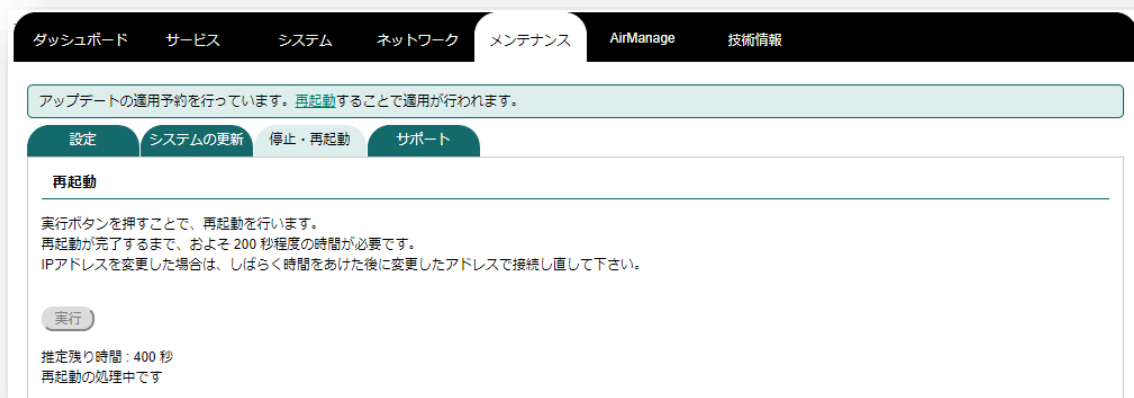 ダッシュボード サービス システム ネットワーク メンテナンス AirManage 技術情報
アップデートの適用予約を行っています。再起動することで適用が行われます。
設定 システムの更新 停止・再起動 サポート
再起動
実行ボタンを押すことで、再起動を行います。
再起動が完了するまで、およそ 200 秒程度の時間が必要です。
IPアドレスを変更した場合は、しばらく時間をあけた後に変更したアドレスで接続し直して下さい。
実行
推定残り時間 : 400 秒
再起動の処理中です